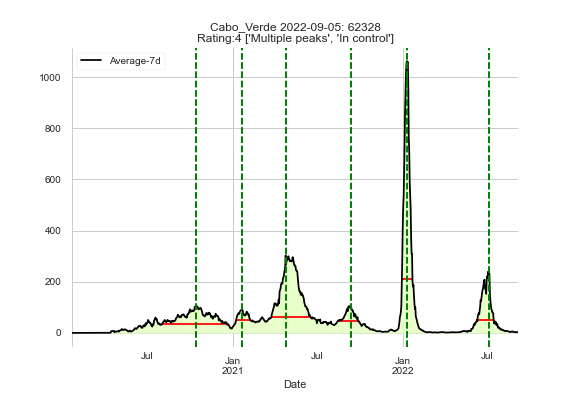 Cabo_Verde 2022-09-05: 62328
Rating:4 ['Multiple peaks', 'In control']
Average-7d
1000
800
600
400
200
0
Jul
Jan
2021
Jul
Jan
2022
Jul
Date